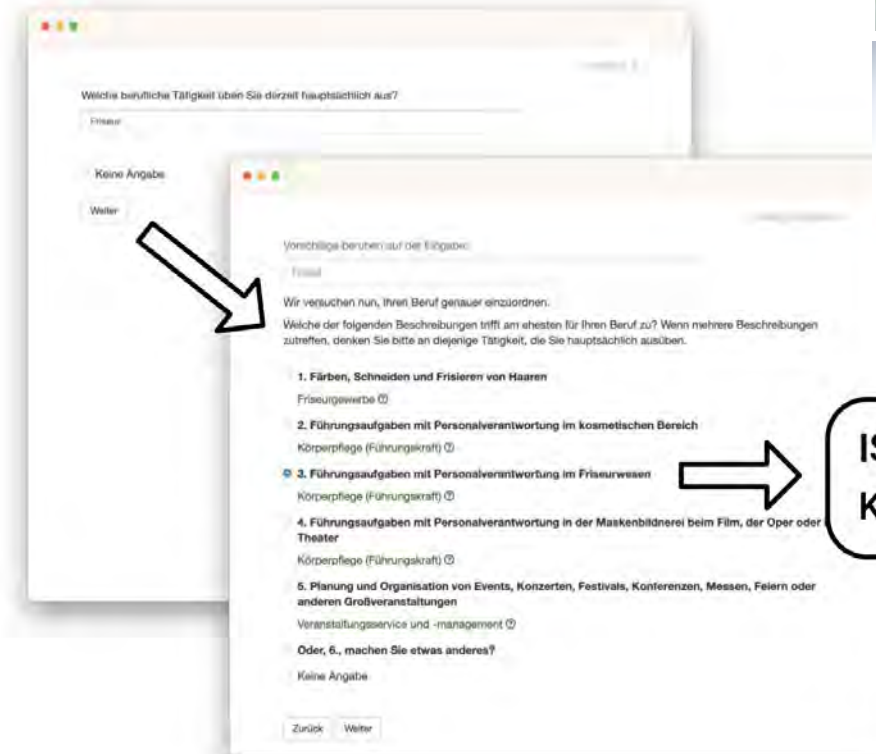 Welche berufliche Tätigkeit üben Sie derzeit hauptsächlich aus?
Friseur
Keine Angabe
Weiter
Vorschläge beruhen auf der Eingabe:
Friseur
Wir versuchen nun, Ihren Beruf genauer einzuordnen.
Welche der folgenden Beschreibungen trifft am ehesten für Ihren Beruf zu? Wenn mehrere Beschreibungen
zutreffen, denken Sie bitte an diejenige Tätigkeit, die Sie hauptsächlich ausüben.
1. Färben, Schneiden und Frisieren von Haaren
Friseurgewerbe
2. Führungsaufgaben mit Personalverantwortung im kosmetischen Bereich
Körperpflege (Führungskraft)
3. Führungsaufgaben mit Personalverantwortung im Friseurwesen
Körperpflege (Führungskraft)
4. Führungsaufgaben mit Personalverantwortung in der Maskenbildnerei beim Film, der Oper oder
Theater
Körperpflege (Führungskraft)
5. Planung und Organisation von Events, Konzerten, Festivals, Konferenzen, Messen, Feiern oder
anderen Großveranstaltungen
Veranstaltungsservice und -management
Oder, 6., machen Sie etwas anderes?
Keine Angabe
Zurück Weiter
IS
K